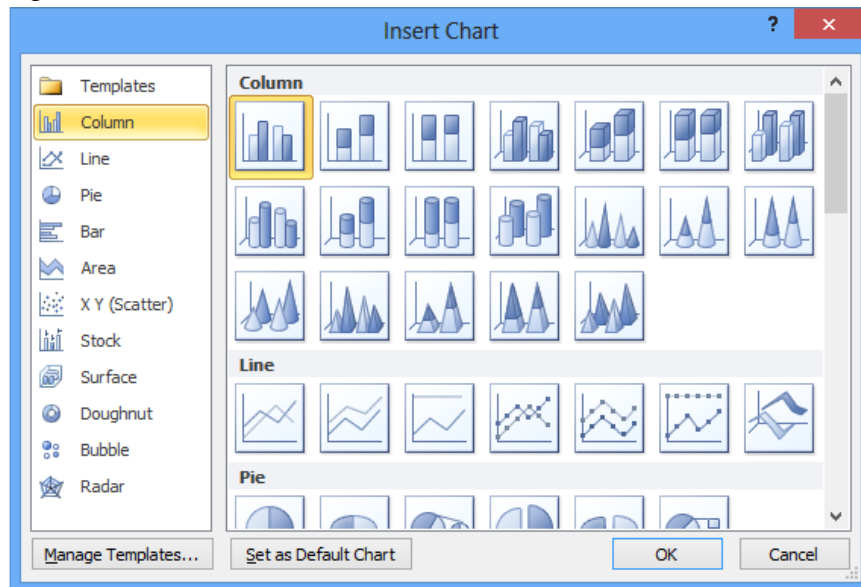 Insert Chart
?
×
Templates
Column
Line
Pie
Bar
Area
X Y (Scatter)
Stock
Surface
Doughnut
Bubble
Radar
Column
Line
Pie
Manage Templates...
Set as Default Chart
OK
Cancel